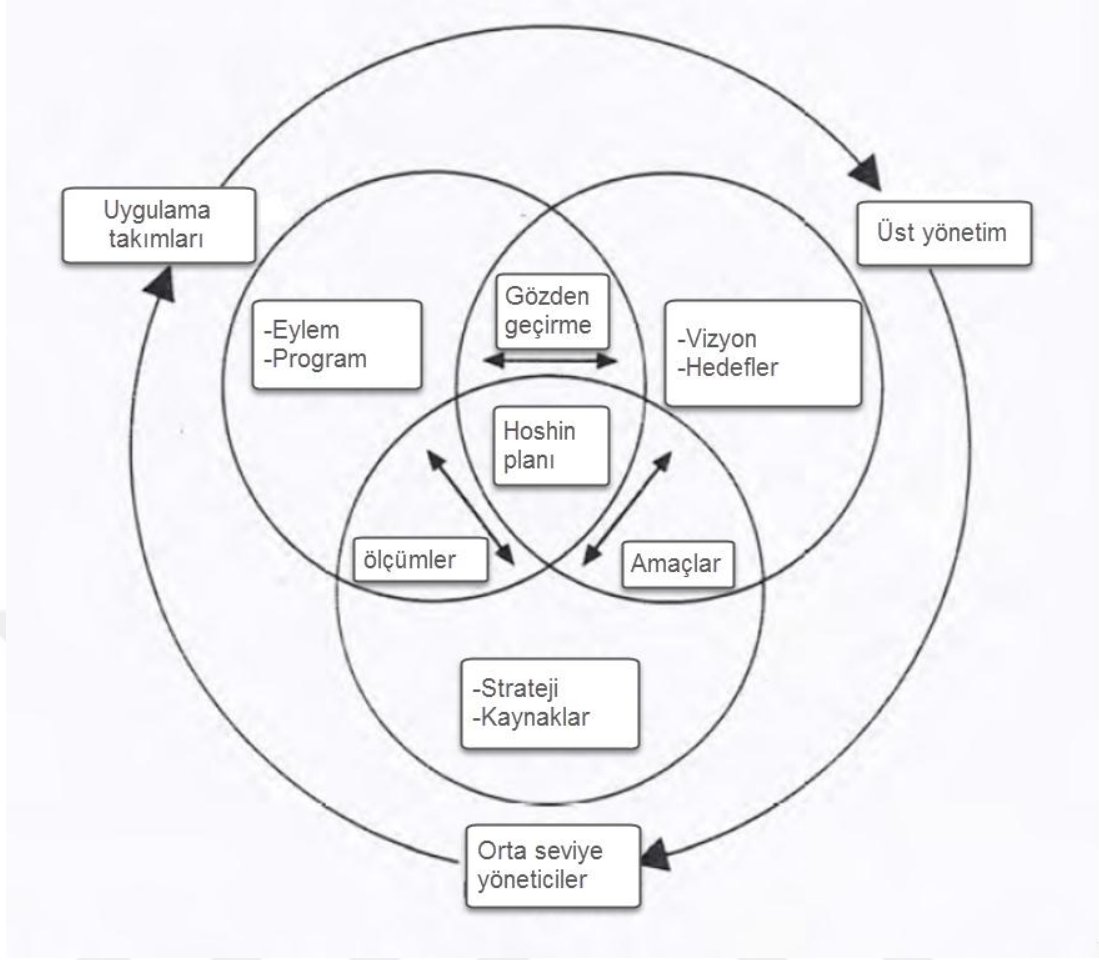 Uygulama
takımları
Üst yönetim
Gözden
geçirme
-Eylem
-Program
-Vizyon
-Hedefler
Hoshin
planı
ölçümler
Amaçlar
-Strateji
-Kaynaklar
Orta seviye
yöneticiler